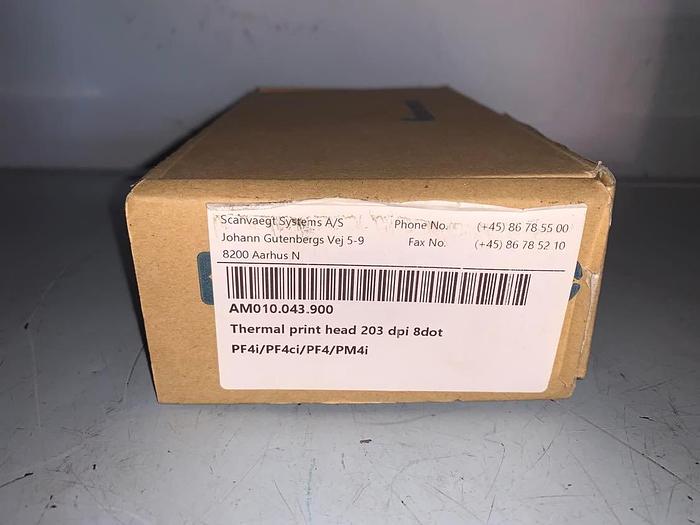 Scanvaegt Systems A/S Phone No. (+45) 86 78 55 00
Johann Gutenbergs Vej 5-9 Fax No. (+45) 86 78 52 10
8200 Aarhus N
AM010.043.900
Thermal print head 203 dpi 8dot
PF4i/PF4ci/PF4/PM4i